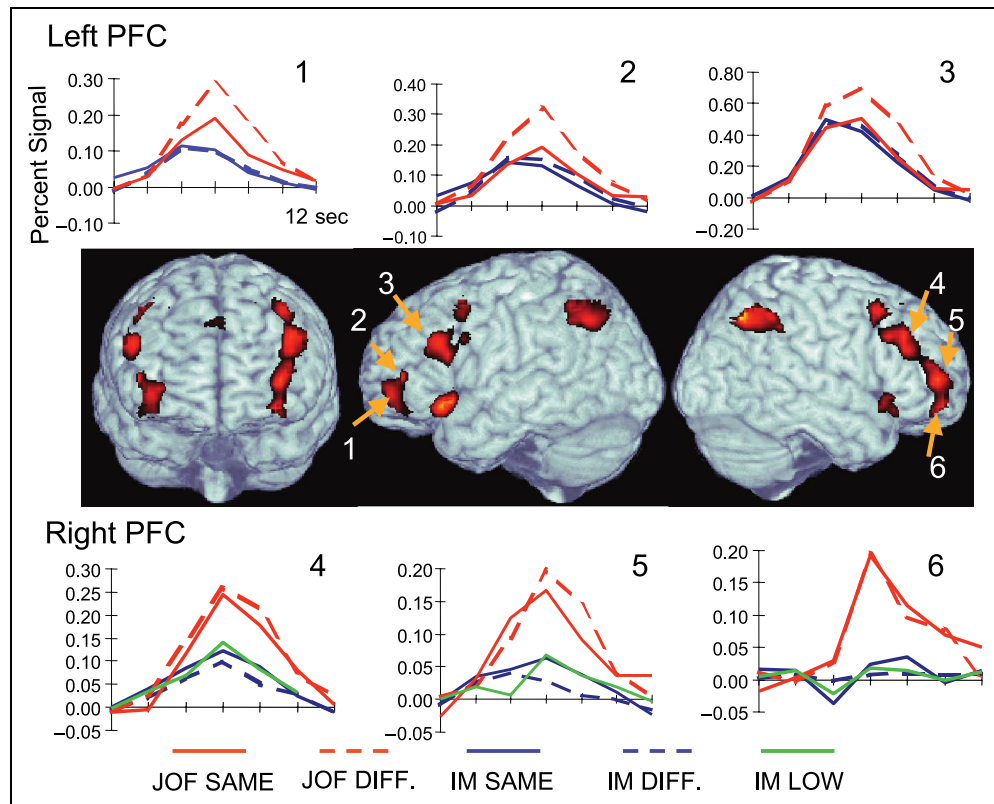 Left PFC
1 2 3
Percent Signal
0.30 0.40 0.80
0.20 0.30 0.60
0.10 0.20 0.40
0.00 0.10 0.20
–0.10 0.00 0.00
–0.10 –0.20
12 sec
3 4
2 5
1 6
Right PFC
4 5 6
0.30 0.20 0.20
0.25 0.15 0.15
0.20 0.10 0.10
0.15 0.05 0.05
0.10 0.00 0.00
0.05 –0.05 –0.05
0.00
–0.05
JOF SAME JOF DIFF. IM SAME IM DIFF. IM LOW